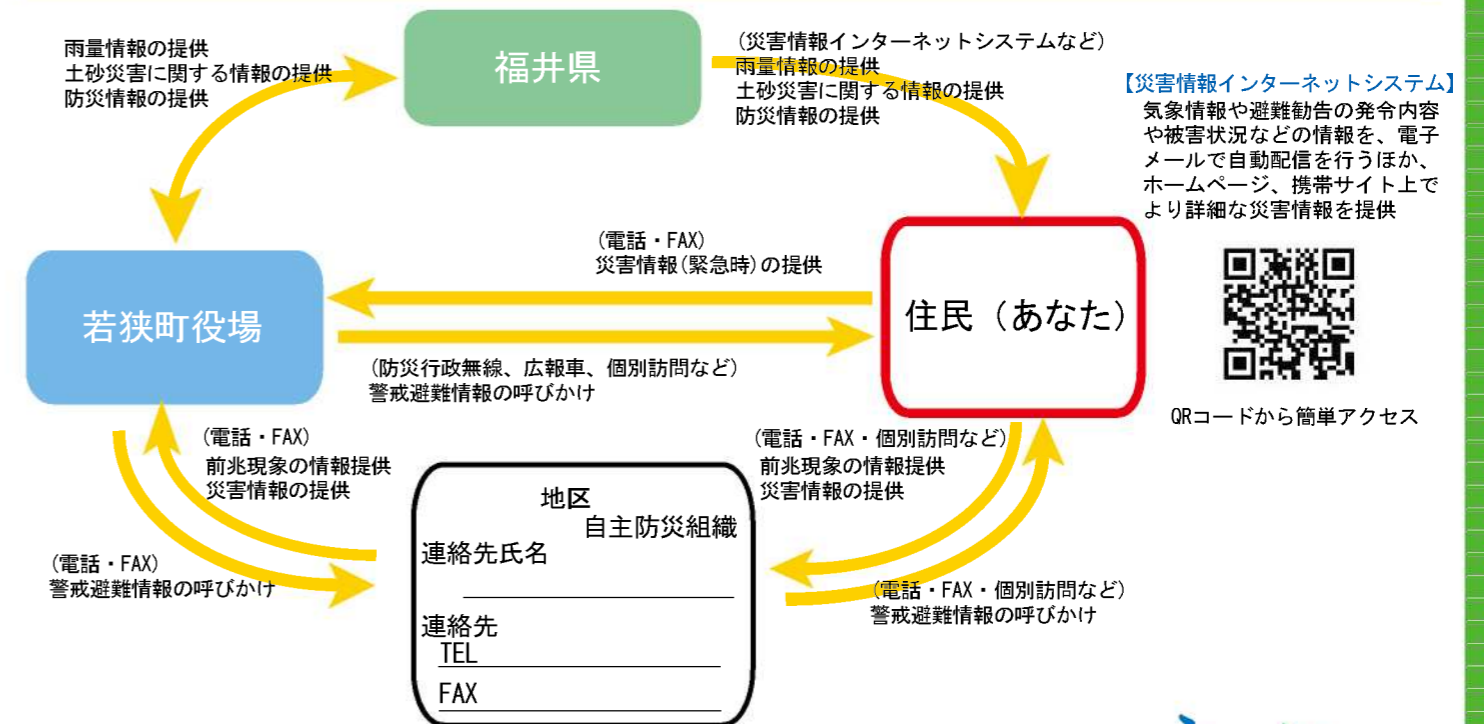 雨量情報の提供
土砂災害に関する情報の提供
防災情報の提供
福井県
(災害情報インターネットシステムなど)
雨量情報の提供
土砂災害に関する情報の提供
防災情報の提供
【災害情報インターネットシステム】
気象情報や避難勧告の発令内容
や被害状況などの情報を、電子
メールで自動配信を行うほか、
ホームページ、携帯サイト上で
より詳細な災害情報を提供
(電話・FAX)
災害情報(緊急時)の提供
若狭町役場
住民（あなた）
(防災行政無線、広報車、個別訪問など)
警戒避難情報の呼びかけ
QRコードから簡単アクセス
(電話・FAX)
前兆現象の情報提供
災害情報の提供
(電話・FAX・個別訪問など)
前兆現象の情報提供
災害情報の提供
地区
自主防災組織
連絡先氏名
連絡先
TEL
FAX
(電話・FAX)
警戒避難情報の呼びかけ
(電話・FAX・個別訪問など)
警戒避難情報の呼びかけ